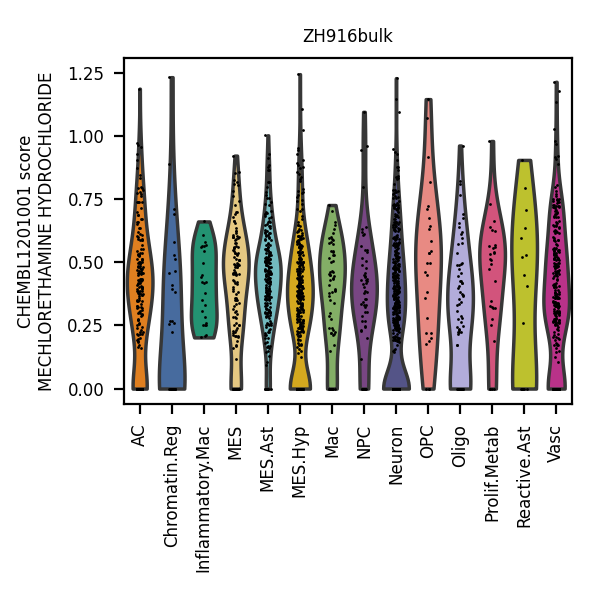 ZH916bulk
CHEMBL1201001 score
MECHLORETHAMINE HYDROCHLORIDE
1.25
1.00
0.75
0.50
0.25
0.00
AC
Chromatin.Reg
Inflammatory.Mac
MES
MES.Ast
MES.Hyp
Mac
NPC
Neuron
OPC
Oligo
Prolif.Metab
Reactive.Ast
Vasc